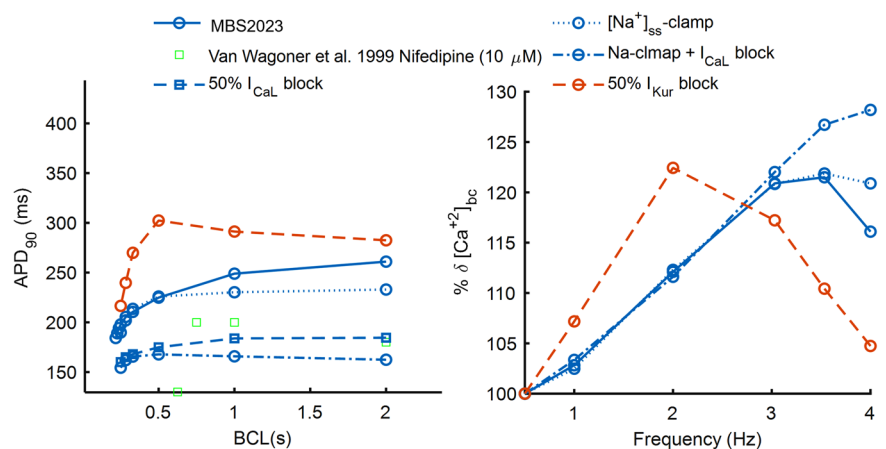 MBS2023
Van Wagoner et al. 1999 Nifedipine (10 μM)
50% I_CaL block
[Na⁺]ss-clamp
Na-clmap + I_CaL block
50% I_Kur block
400
350
300
250
200
150
APD₉₀ (ms)
0.5 1 1.5 2
BCL(s)
130
125
120
115
110
105
100
% δ [Ca⁺²]bc
1 2 3 4
Frequency (Hz)